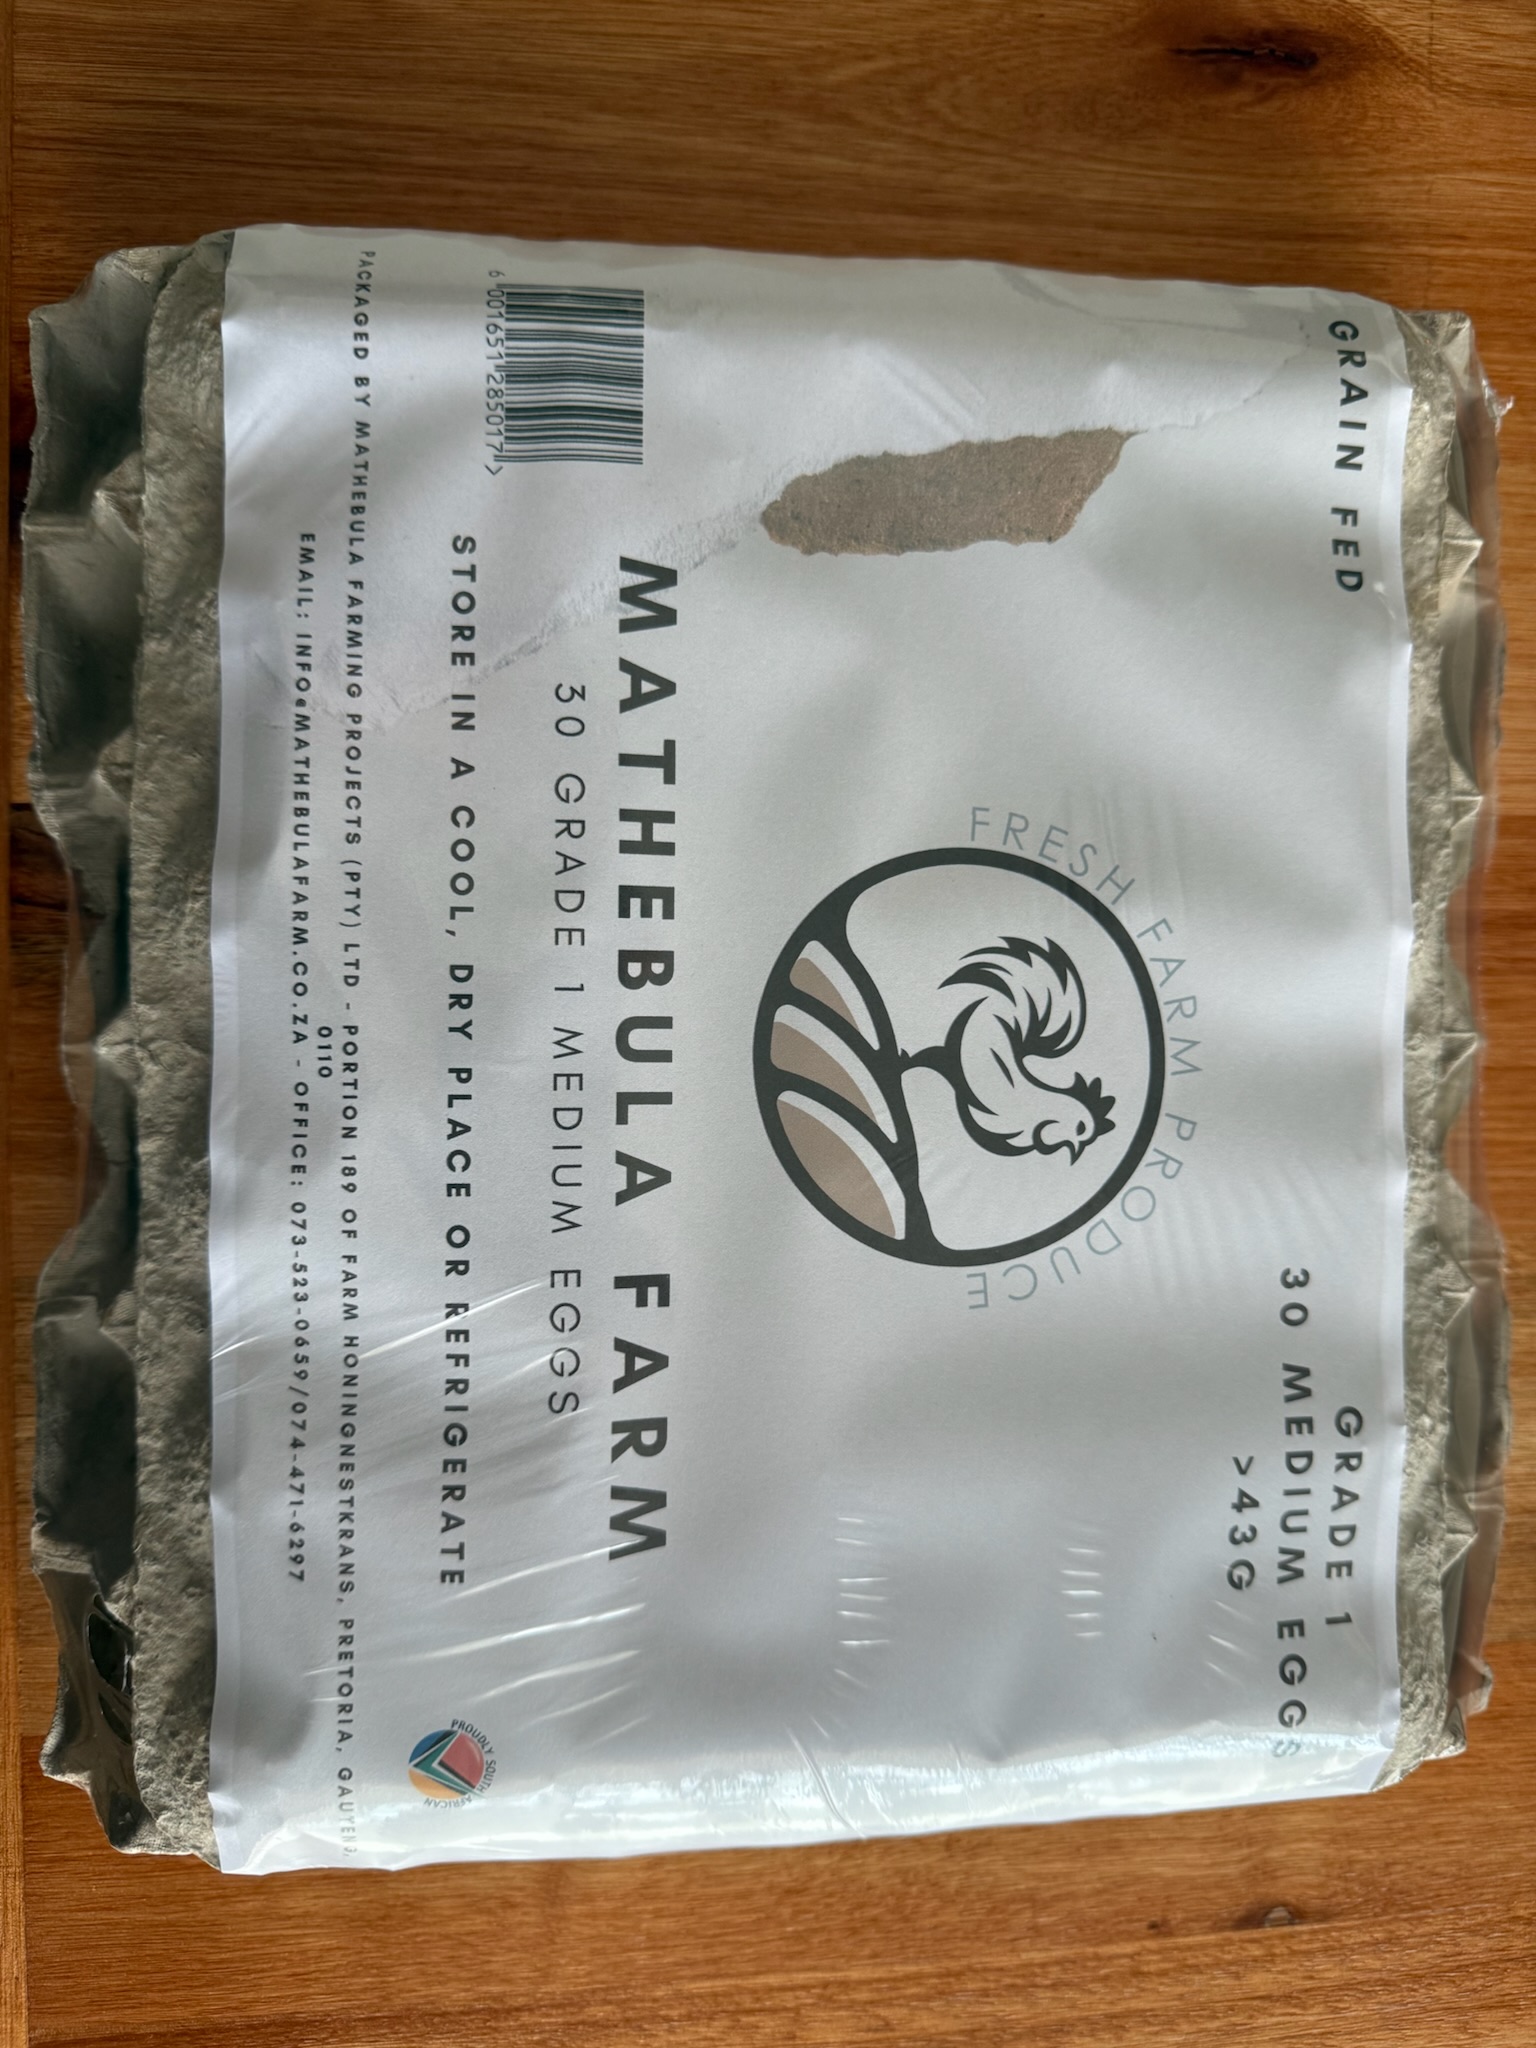 GRAIN FED
GRADE 1
30 MEDIUM EGGS
>43G
FRESH FARM PRODUCE
MATHEBULA FARM
30 GRADE 1 MEDIUM EGGS
STORE IN A COOL, DRY PLACE OR REFRIGERATE
6 001651 285017 >
PROUDLY SOUTH AFRICAN
PACKAGED BY MATHEBULA FARMING PROJECTS (PTY) LTD - PORTION 189 OF FARM HONINGNESTKRANS, PRETORIA, GAUTENG,
0110
EMAIL: INFO@MATHEBULAFARM.CO.ZA - OFFICE: 073-523-0659/074-471-6297